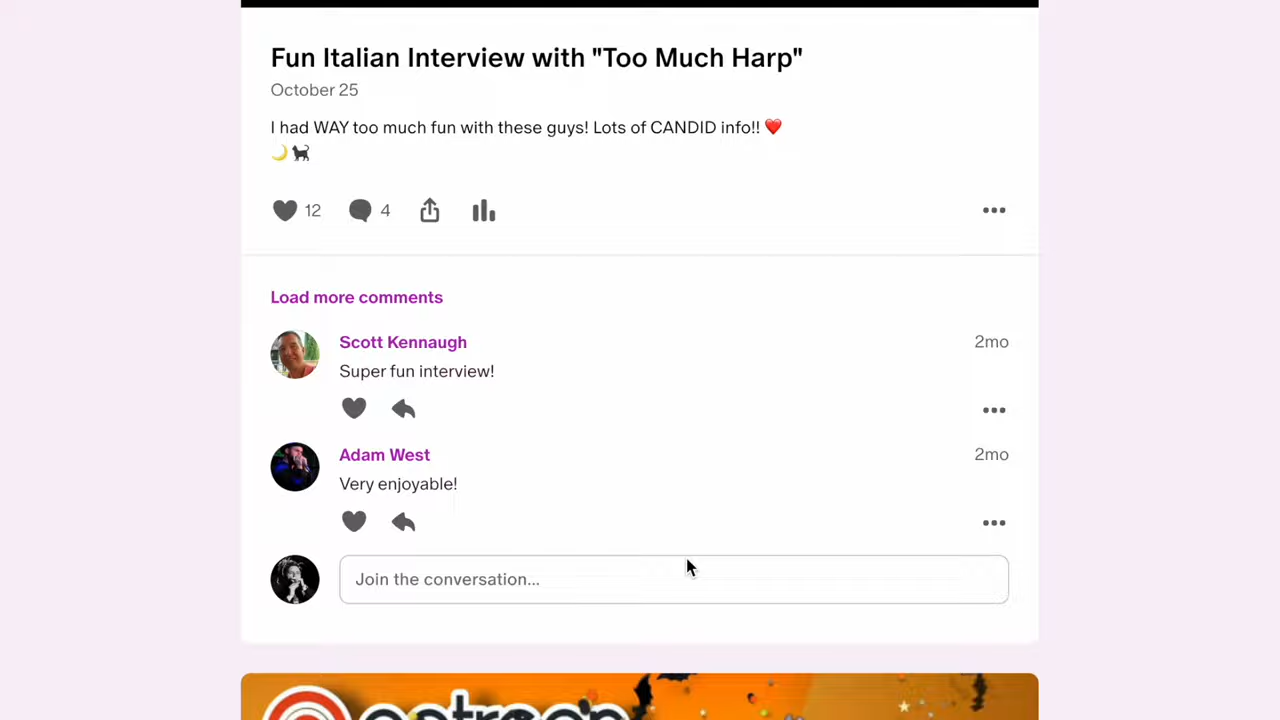 Fun Italian Interview with "Too Much Harp"
October 25
I had WAY too much fun with these guys! Lots of CANDID info!! ❤️
🌙🐈‍⬛
12 4
Load more comments
Scott Kennaugh 2mo
Super fun interview!
Adam West 2mo
Very enjoyable!
Join the conversation...